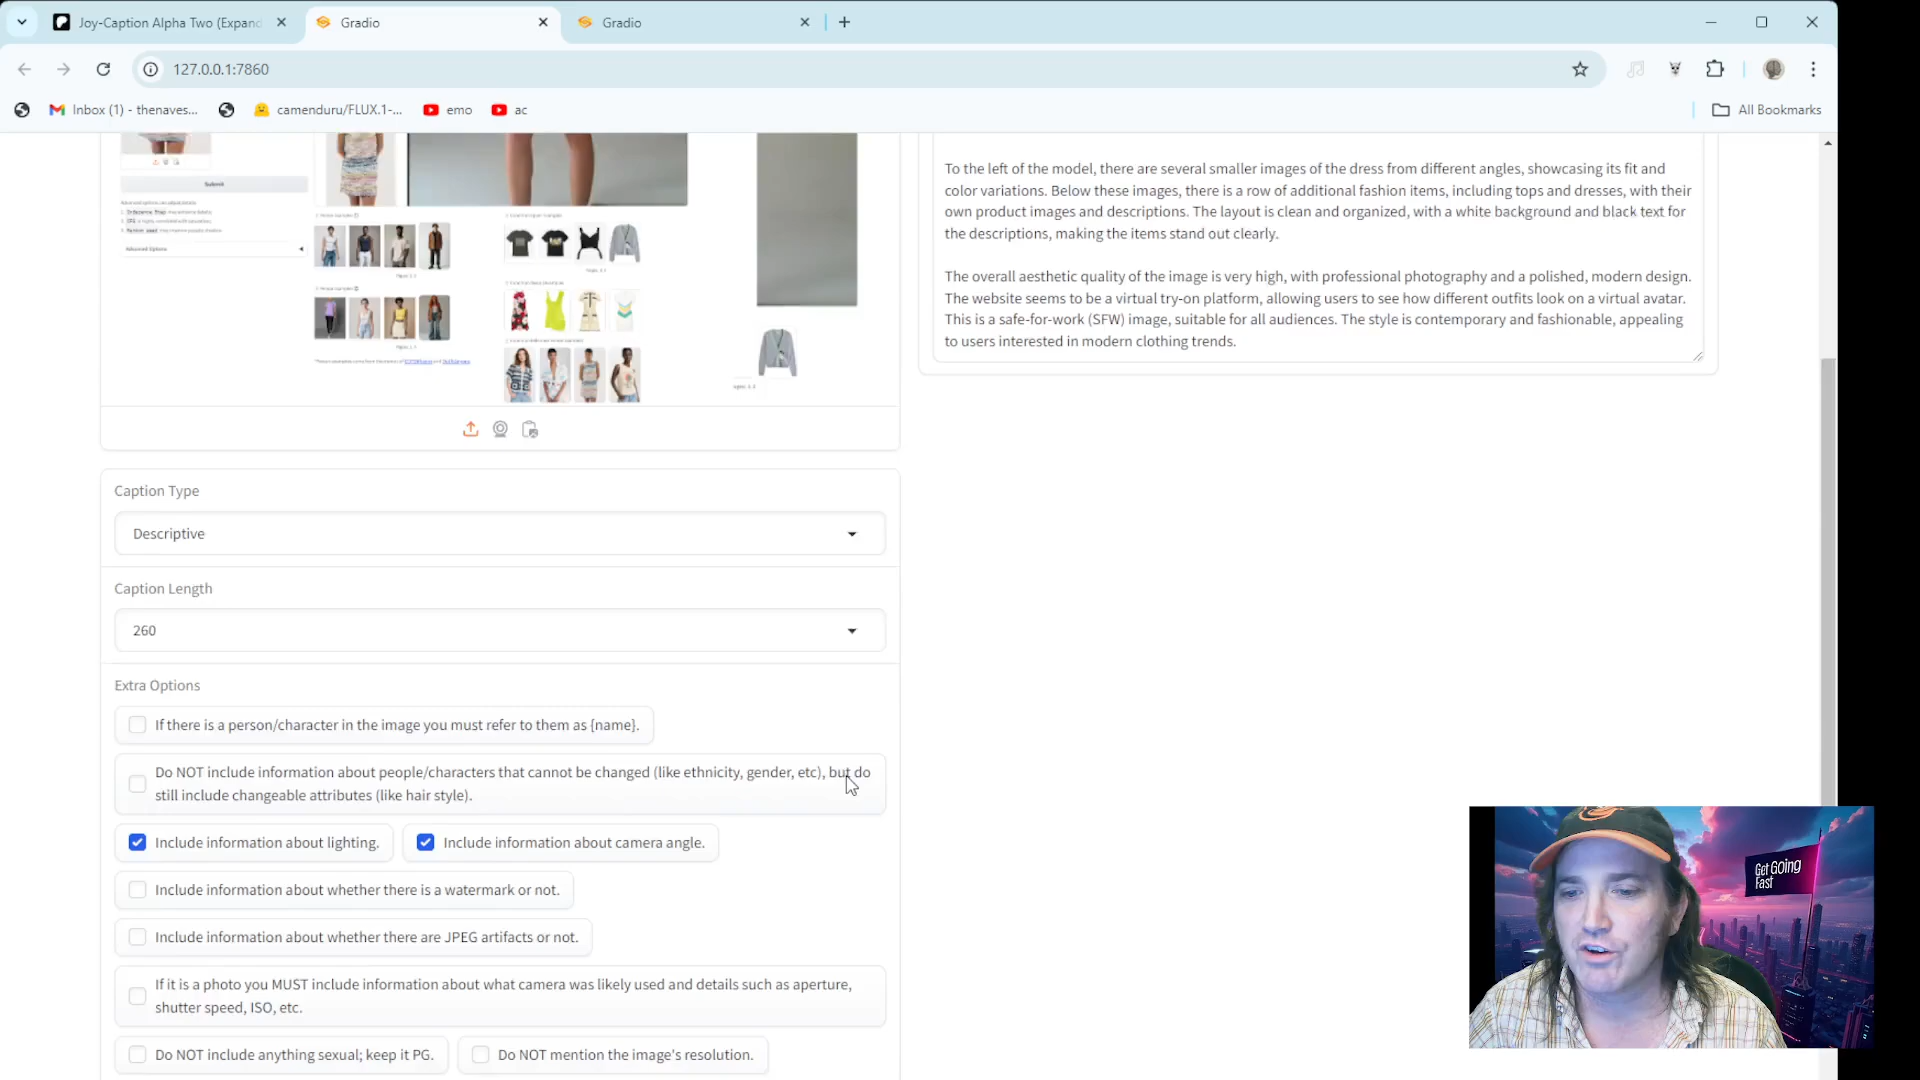 Joy-Caption Alpha Two (Expand
Gradio
Gradio
127.0.0.1:7860
Inbox (1) - thenaves...
camenduru/FLUX.1-...
emo
ac
All Bookmarks
Submit
Advanced Options
To the left of the model, there are several smaller images of the dress from different angles, showcasing its fit and
color variations. Below these images, there is a row of additional fashion items, including tops and dresses, with their
own product images and descriptions. The layout is clean and organized, with a white background and black text for
the descriptions, making the items stand out clearly.
The overall aesthetic quality of the image is very high, with professional photography and a polished, modern design.
The website seems to be a virtual try-on platform, allowing users to see how different outfits look on a virtual avatar.
This is a safe-for-work (SFW) image, suitable for all audiences. The style is contemporary and fashionable, appealing
to users interested in modern clothing trends.
Caption Type
Descriptive
Caption Length
260
Extra Options
If there is a person/character in the image you must refer to them as {name}.
Do NOT include information about people/characters that cannot be changed (like ethnicity, gender, etc), but do
still include changeable attributes (like hair style).
Include information about lighting.
Include information about camera angle.
Include information about whether there is a watermark or not.
Include information about whether there are JPEG artifacts or not.
If it is a photo you MUST include information about what camera was likely used and details such as aperture,
shutter speed, ISO, etc.
Do NOT include anything sexual; keep it PG.
Do NOT mention the image's resolution.
Get Going
Fast